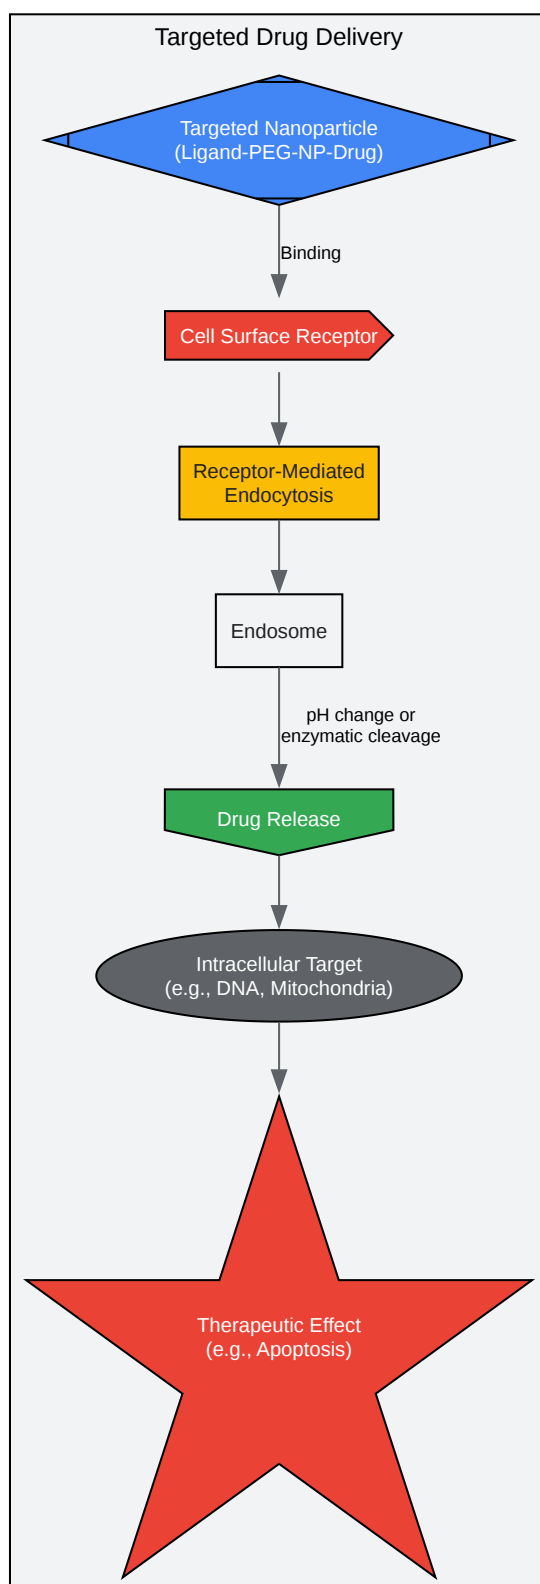 Targeted Drug Delivery
Targeted Nanoparticle
(Ligand-PEG-NP-Drug)
Binding
Cell Surface Receptor
Receptor-Mediated
Endocytosis
Endosome
pH change or
enzymatic cleavage
Drug Release
Intracellular Target
(e.g., DNA, Mitochondria)
Therapeutic Effect
(e.g., Apoptosis)